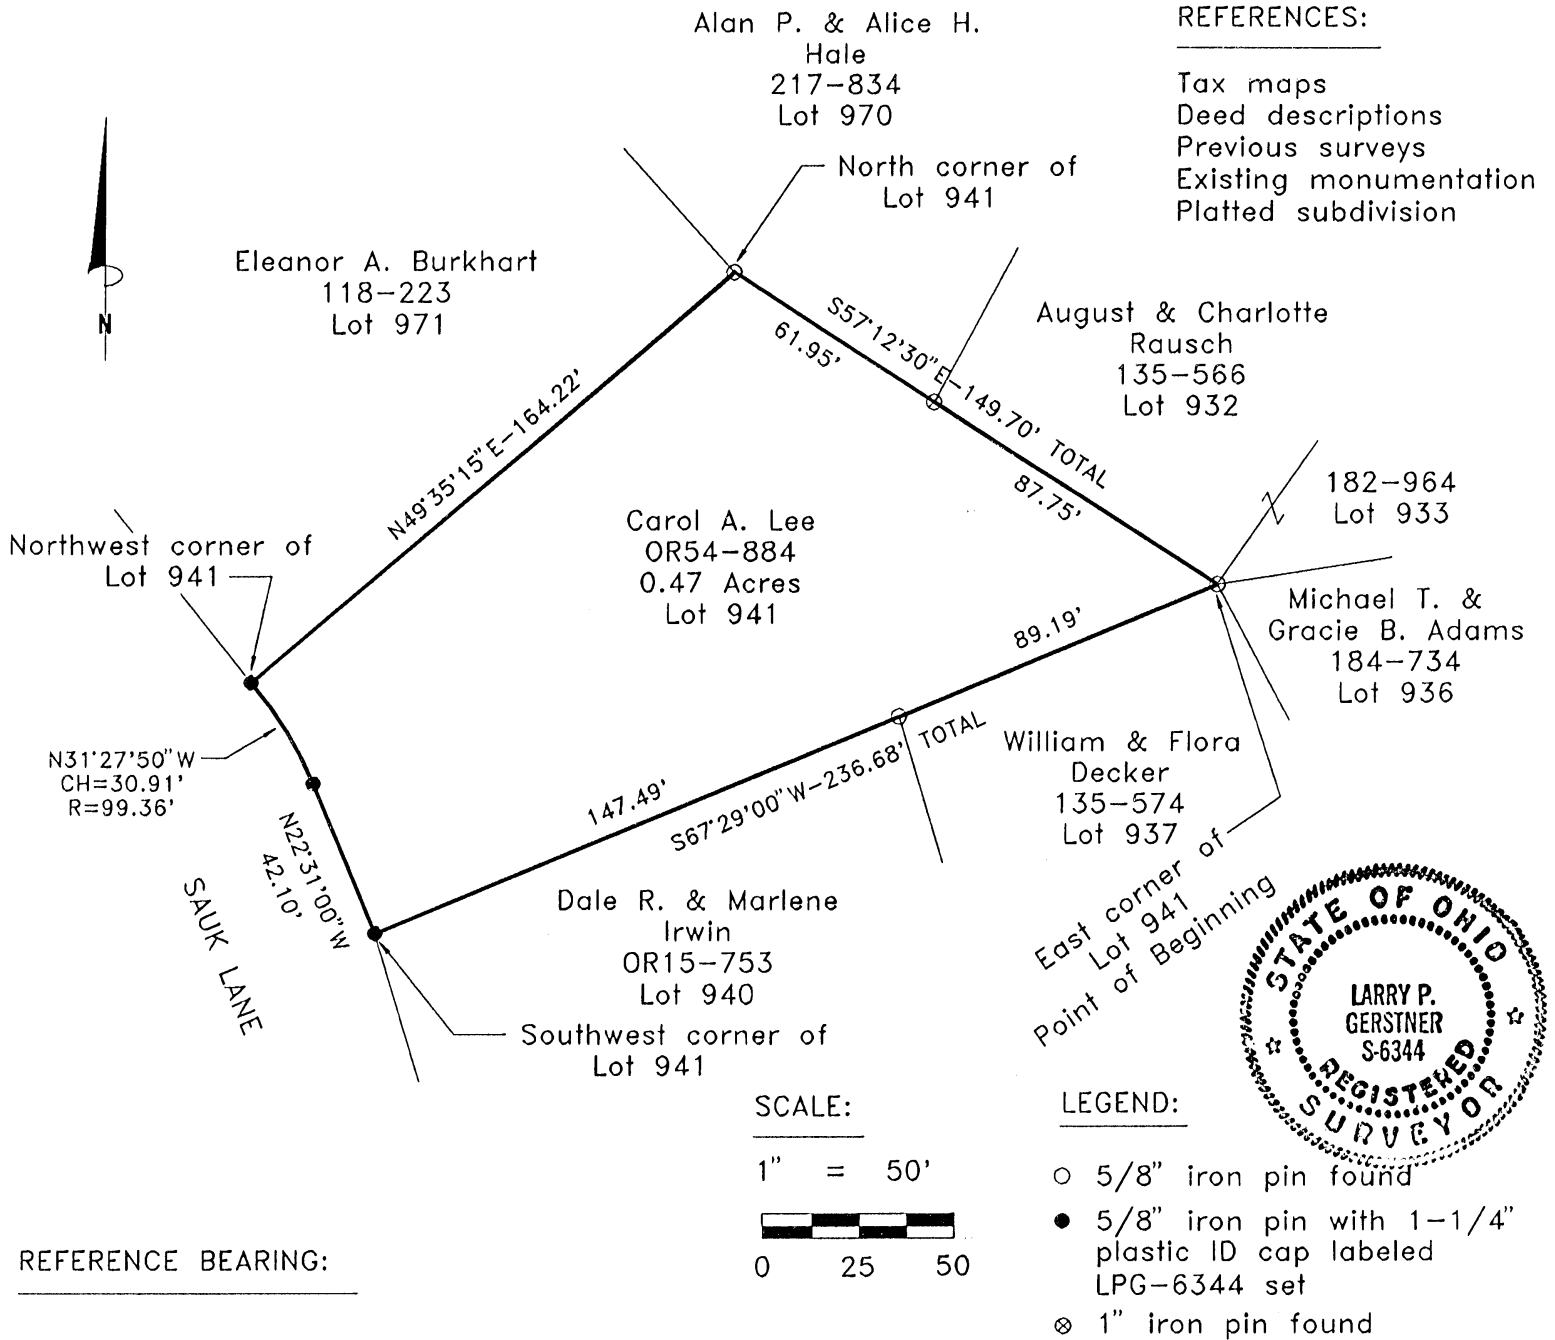 Alan P. & Alice H.
Hale
217-834
Lot 970
REFERENCES:
Tax maps
Deed descriptions
Previous surveys
Existing monumentation
Platted subdivision
North corner of
Lot 941
Eleanor A. Burkhart
118-223
Lot 971
N
S57°12'30"E-149.70' TOTAL
61.95'
87.75'
August & Charlotte
Rausch
135-566
Lot 932
N49°35'15"E-164.22'
182-964
Lot 933
Northwest corner of
Lot 941
Carol A. Lee
OR54-884
0.47 Acres
Lot 941
Michael T. &
Gracie B. Adams
184-734
Lot 936
89.19'
147.49'
S67°29'00"W-236.68' TOTAL
N31°27'50"W
CH=30.91'
R=99.36'
N22°31'00"W
42.10'
SAUK LANE
William & Flora
Decker
135-574
Lot 937
East corner of
Lot 941
Point of Beginning
Dale R. & Marlene
Irwin
OR15-753
Lot 940
Southwest corner of
Lot 941
STATE OF OHIO
LARRY P.
GERSTNER
S-6344
REGISTERED
SURVEYOR
SCALE:
1" = 50'
0 25 50
LEGEND:
5/8" iron pin found
5/8" iron pin with 1-1/4"
plastic ID cap labeled
LPG-6344 set
1" iron pin found
REFERENCE BEARING: